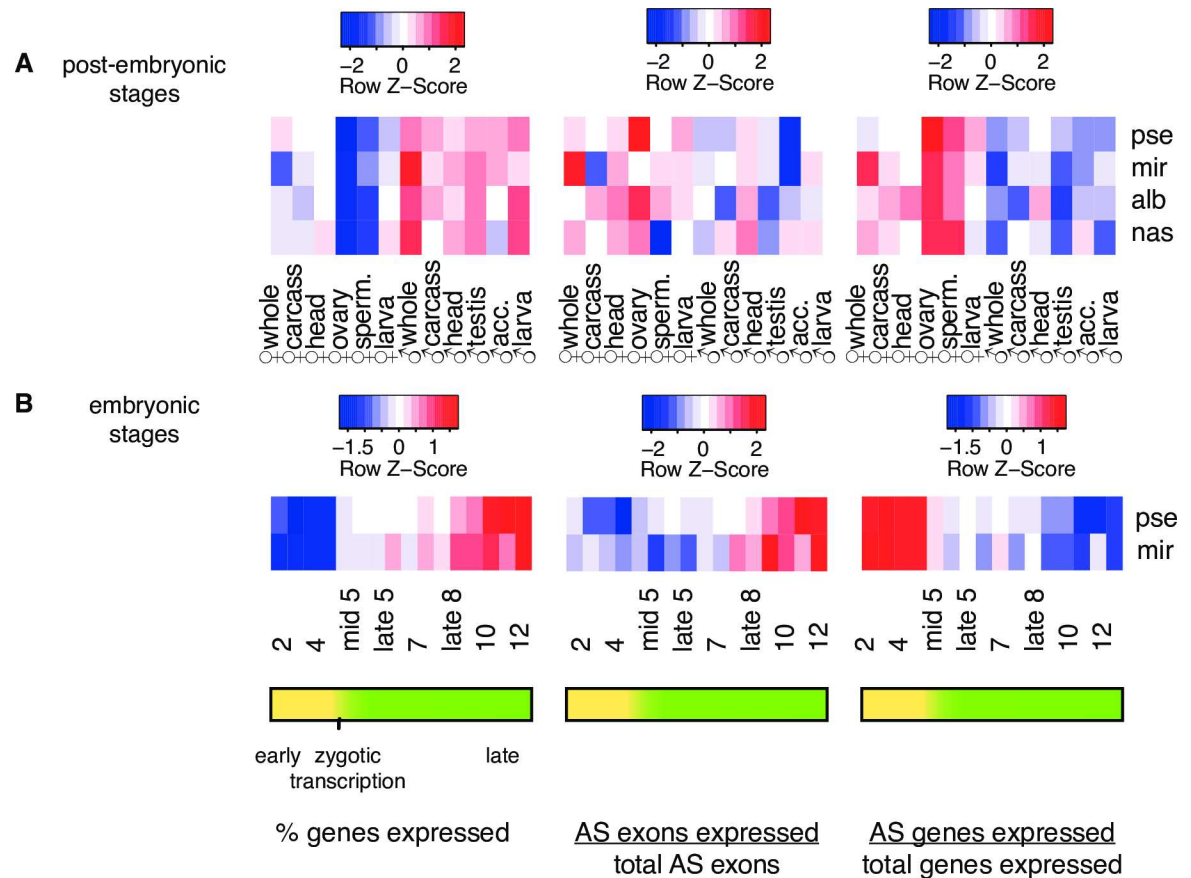 A post-embryonic stages
−2 0 2
Row Z−Score
−2 0 2
Row Z−Score
−2 0 2
Row Z−Score
pse
mir
alb
nas
♀whole
♀carcass
♀head
♀ovary
♀sperm.
♀larva
♂whole
♂carcass
♂head
♂testis
♂acc.
♂larva
♀whole
♀carcass
♀head
♀ovary
♀sperm.
♀larva
♂whole
♂carcass
♂head
♂testis
♂acc.
♂larva
♀whole
♀carcass
♀head
♀ovary
♀sperm.
♀larva
♂whole
♂carcass
♂head
♂testis
♂acc.
♂larva
B embryonic stages
−1.5 0 1
Row Z−Score
−2 0 2
Row Z−Score
−1.5 0 1
Row Z−Score
pse
mir
2
4
mid 5
late 5
7
late 8
10
12
2
4
mid 5
late 5
7
late 8
10
12
2
4
mid 5
late 5
7
late 8
10
12
early zygotic late
transcription
% genes expressed
AS exons expressed
total AS exons
AS genes expressed
total genes expressed